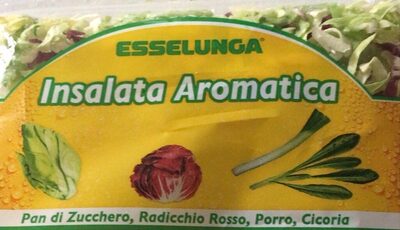 ESSELUNGA®
Insalata Aromatica
Pan di Zucchero, Radicchio Rosso, Porro, Cicoria